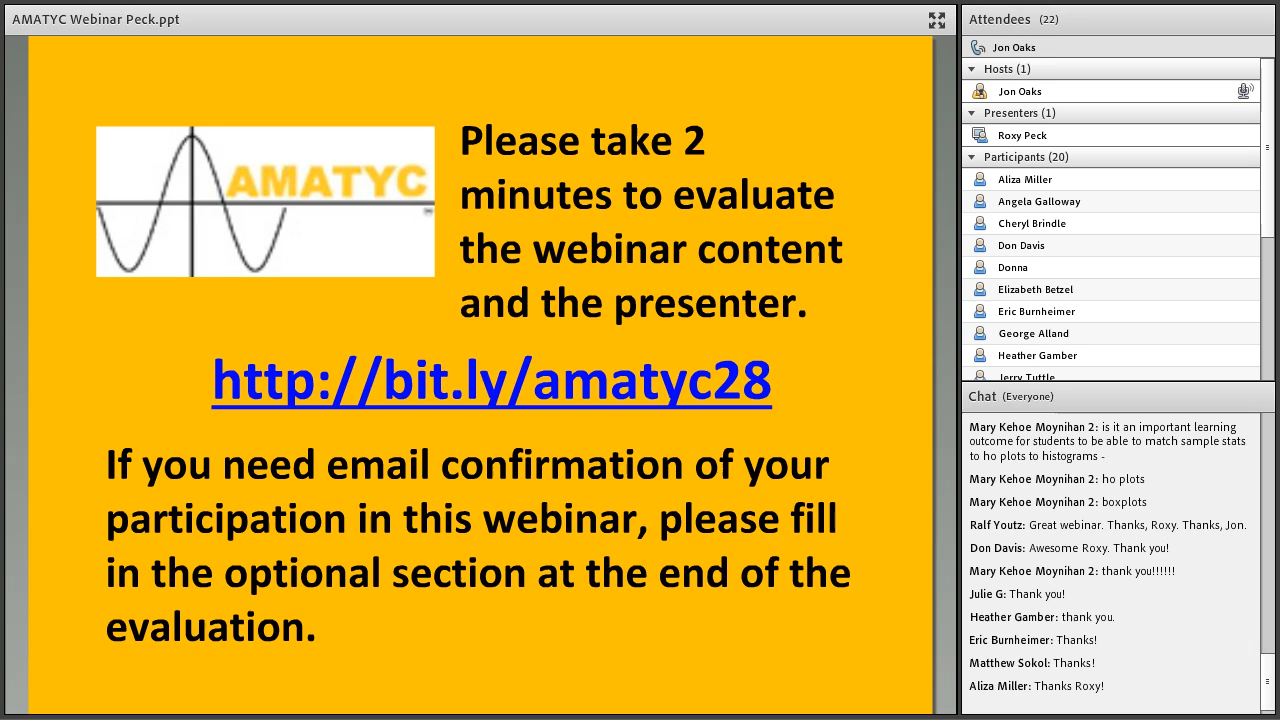 AMATYC Webinar Peck.ppt
AMATYC
Please take 2
minutes to evaluate
the webinar content
and the presenter.
http://bit.ly/amatyc28
If you need email confirmation of your
participation in this webinar, please fill
in the optional section at the end of the
evaluation.
Attendees (22)
Jon Oaks
Hosts (1)
Jon Oaks
Presenters (1)
Roxy Peck
Participants (20)
Aliza Miller
Angela Galloway
Cheryl Brindle
Don Davis
Donna
Elizabeth Betzel
Eric Burnheimer
George Alland
Heather Gamber
Jerry Tuttle
Chat (Everyone)
Mary Kehoe Moynihan 2: is it an important learning
outcome for students to be able to match sample stats
to ho plots to histograms -
Mary Kehoe Moynihan 2: ho plots
Mary Kehoe Moynihan 2: boxplots
Ralf Youtz: Great webinar. Thanks, Roxy. Thanks, Jon.
Don Davis: Awesome Roxy. Thank you!
Mary Kehoe Moynihan 2: thank you!!!!!!
Julie G: Thank you!
Heather Gamber: thank you.
Eric Burnheimer: Thanks!
Matthew Sokol: Thanks!
Aliza Miller: Thanks Roxy!